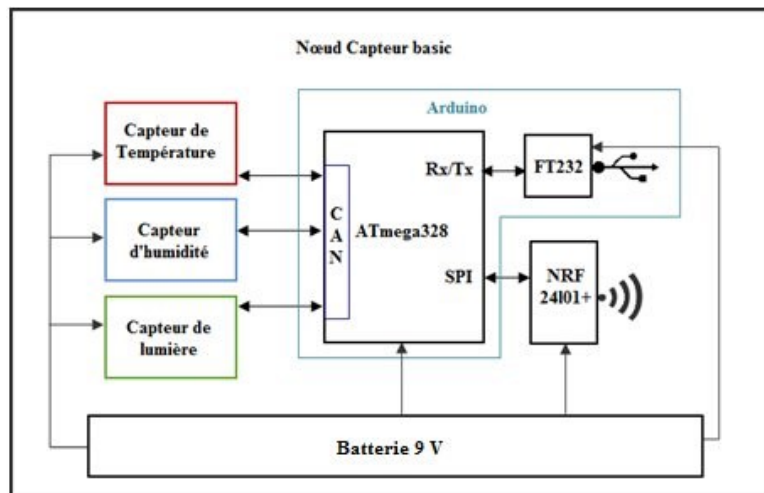 Nœud Capteur basic
Arduino
Capteur de
Température
Capteur
d'humidité
Capteur de
lumière
CAN
ATmega328
Rx/Tx
SPI
FT232
NRF
24l01+
Batterie 9 V